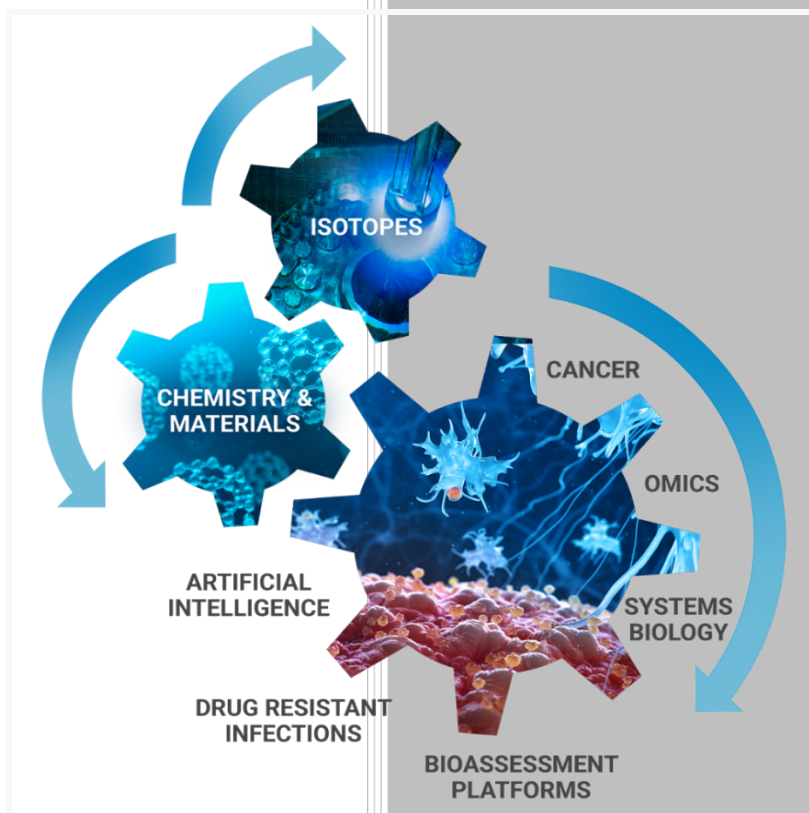 ISOTOPES
CHEMISTRY &
MATERIALS
CANCER
OMICS
SYSTEMS
BIOLOGY
ARTIFICIAL
INTELLIGENCE
DRUG RESISTANT
INFECTIONS
BIOASSESSMENT
PLATFORMS